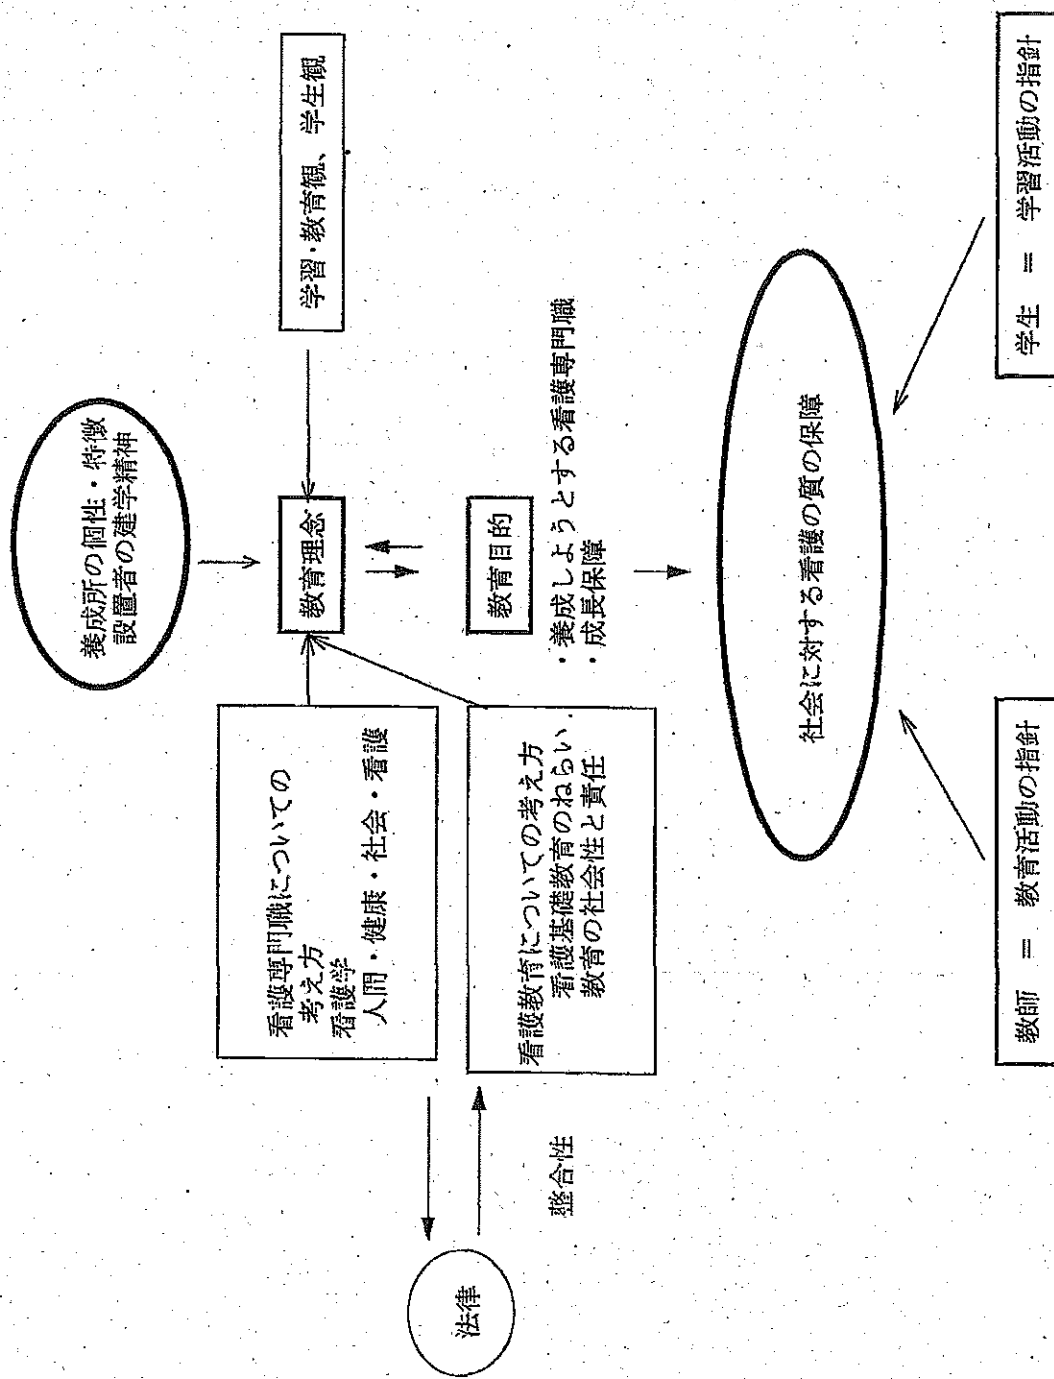 養成所の個性・特徴
設置者の建学精神
看護専門職についての
考え方
看護学
人間・健康・社会・看護
教育理念
学習・教育観、学生観
法律
整合性
看護教育についての考え方
看護基礎教育のねらい
教育の社会性と責任
教育目的
・養成しようとする看護専門職
・成長保障
社会に対する看護の質の保障
教師 = 教育活動の指針
学生 = 学習活動の指針